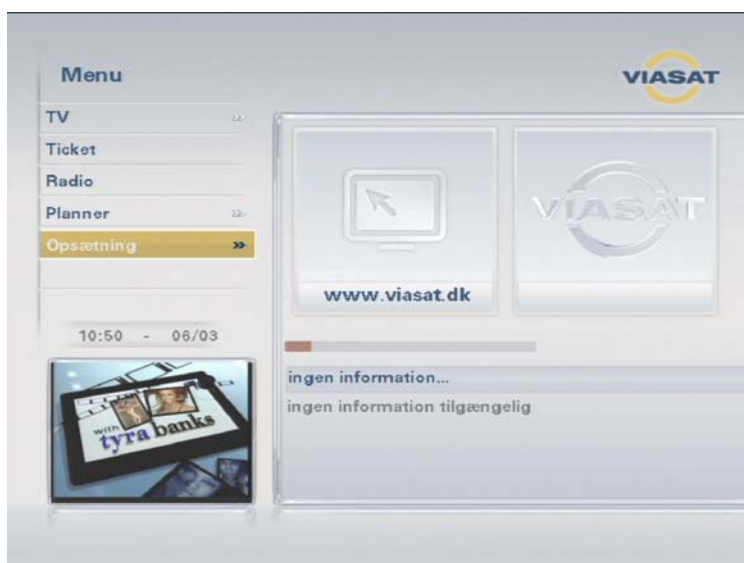 Menu
VIASAT
TV
Ticket
Radio
Planner
Opsætning
VIASAT
www.viasat.dk
10:50 - 06/03
ingen information...
ingen information tilgængelig
with
tyra banks